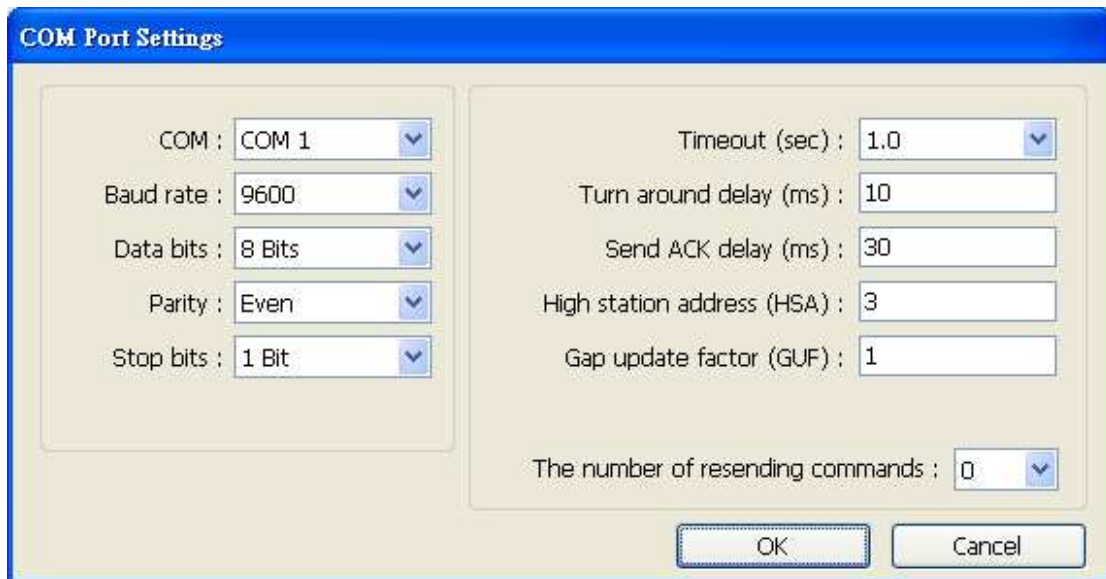 COM Port Settings
COM : COM 1
Baud rate : 9600
Data bits : 8 Bits
Parity : Even
Stop bits : 1 Bit
Timeout (sec) : 1.0
Turn around delay (ms) : 10
Send ACK delay (ms) : 30
High station address (HSA) : 3
Gap update factor (GUF) : 1
The number of resending commands : 0
OK
Cancel